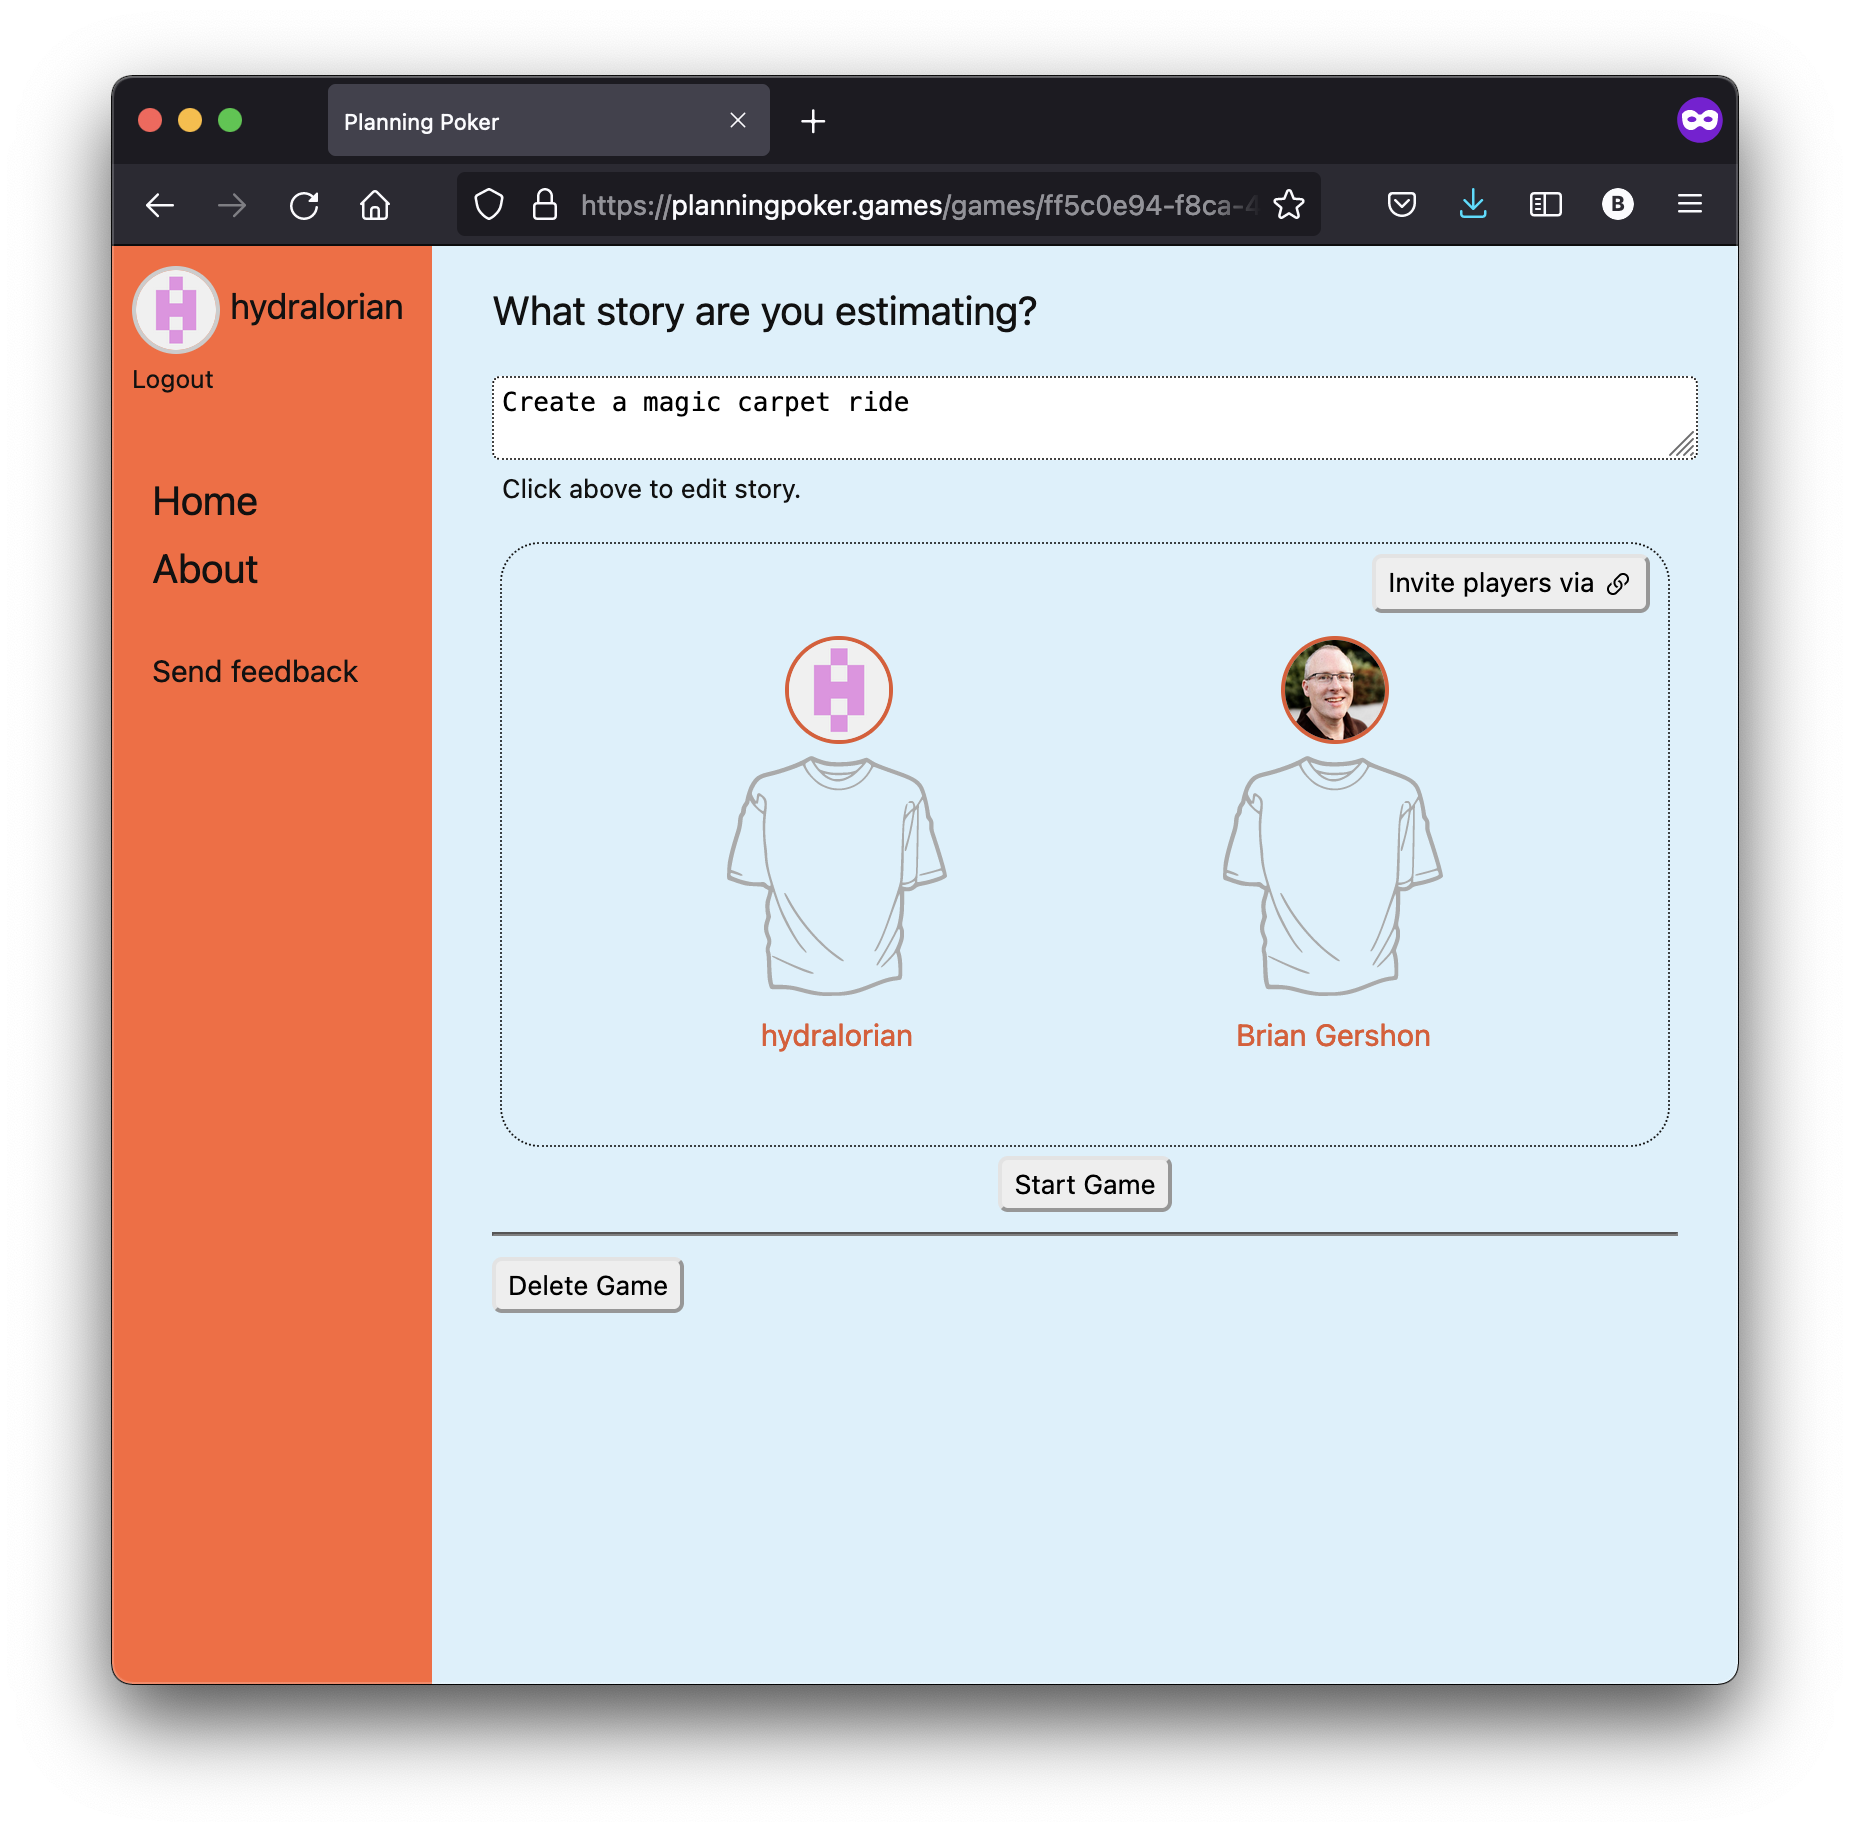 Planning Poker
https://planningpoker.games/games/ff5c0e94-f8ca-4
B
hydralorian
Logout
Home
About
Send feedback
What story are you estimating?
Create a magic carpet ride
Click above to edit story.
Invite players via
hydralorian
Brian Gershon
Start Game
Delete Game